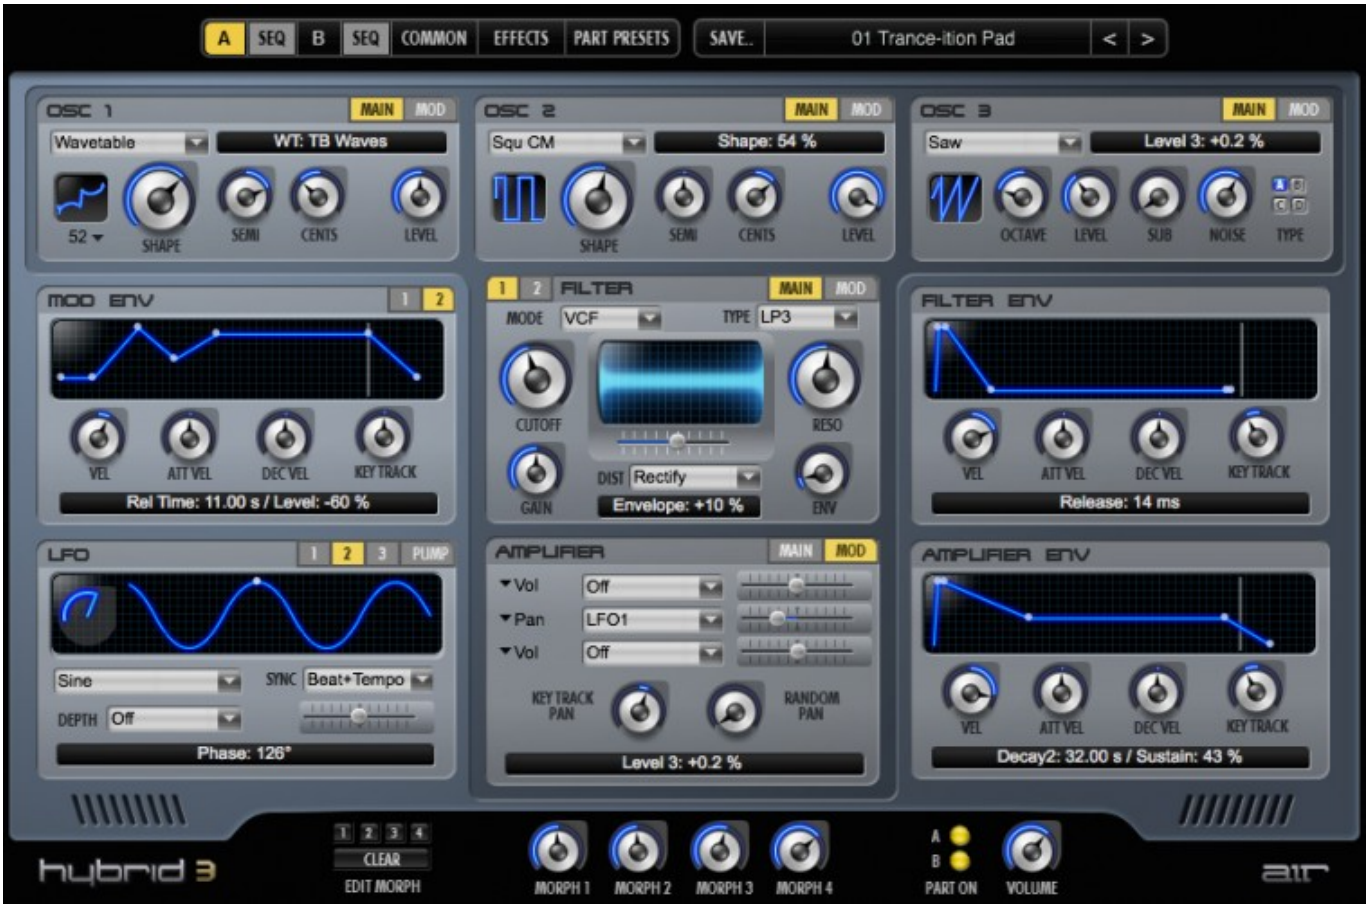 A SEQ B SEQ COMMON EFFECTS PART PRESETS SAVE.. 01 Trance-ition Pad < >
OSC 1 MAIN MOD
Wavetable WT: TB Waves
52
SHAPE SEMI CENTS LEVEL
OSC 2 MAIN MOD
Squ CM Shape: 54 %
SHAPE SEMI CENTS LEVEL
OSC 3 MAIN MOD
Saw Level 3: +0.2 %
A B
C D
OCTAVE LEVEL SUB NOISE TYPE
MOD ENV 1 2
VEL ATT VEL DEC VEL KEY TRACK
Rel Time: 11.00 s / Level: -60 %
1 2 FILTER MAIN MOD
MODE VCF TYPE LP3
CUTOFF RESO
DIST Rectify
GAIN Envelope: +10 % ENV
FILTER ENV
VEL ATT VEL DEC VEL KEY TRACK
Release: 14 ms
LFO 1 2 3 PUMP
Sine SYNC Beat+Tempo
DEPTH Off
Phase: 126°
AMPLIFIER MAIN MOD
Vol Off
Pan LFO1
Vol Off
KEY TRACK PAN RANDOM PAN
Level 3: +0.2 %
AMPLIFIER ENV
VEL ATT VEL DEC VEL KEY TRACK
Decay2: 32.00 s / Sustain: 43 %
hybrid 3
1 2 3 4
CLEAR
EDIT MORPH
MORPH 1 MORPH 2 MORPH 3 MORPH 4
A
B
PART ON VOLUME
air